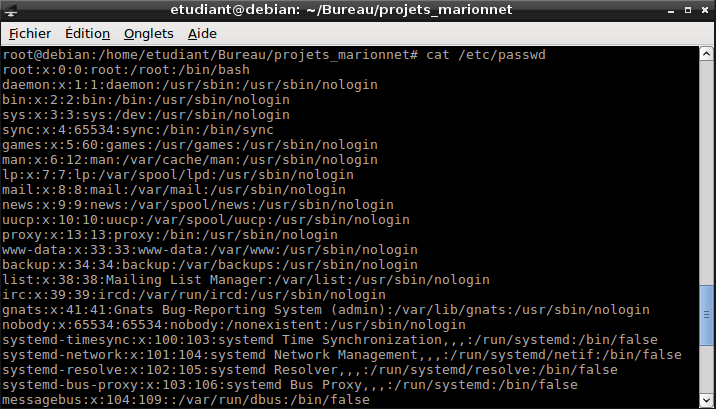 etudiant@debian: ~/Bureau/projets_marionnet
Fichier Édition Onglets Aide
root@debian:/home/etudiant/Bureau/projets_marionnet# cat /etc/passwd
root:x:0:0:root:/root:/bin/bash
daemon:x:1:1:daemon:/usr/sbin:/usr/sbin/nologin
bin:x:2:2:bin:/bin:/usr/sbin/nologin
sys:x:3:3:sys:/dev:/usr/sbin/nologin
sync:x:4:65534:sync:/bin:/bin/sync
games:x:5:60:games:/usr/games:/usr/sbin/nologin
man:x:6:12:man:/var/cache/man:/usr/sbin/nologin
lp:x:7:7:lp:/var/spool/lpd:/usr/sbin/nologin
mail:x:8:8:mail:/var/mail:/usr/sbin/nologin
news:x:9:9:news:/var/spool/news:/usr/sbin/nologin
uucp:x:10:10:uucp:/var/spool/uucp:/usr/sbin/nologin
proxy:x:13:13:proxy:/bin:/usr/sbin/nologin
www-data:x:33:33:www-data:/var/www:/usr/sbin/nologin
backup:x:34:34:backup:/var/backups:/usr/sbin/nologin
list:x:38:38:Mailing List Manager:/var/list:/usr/sbin/nologin
irc:x:39:39:ircd:/var/run/ircd:/usr/sbin/nologin
gnats:x:41:41:Gnats Bug-Reporting System (admin):/var/lib/gnats:/usr/sbin/nologin
nobody:x:65534:65534:nobody:/nonexistent:/usr/sbin/nologin
systemd-timesync:x:100:103:systemd Time Synchronization,,,:/run/systemd:/bin/false
systemd-network:x:101:104:systemd Network Management,,,:/run/systemd/netif:/bin/false
systemd-resolve:x:102:105:systemd Resolver,,,:/run/systemd/resolve:/bin/false
systemd-bus-proxy:x:103:106:systemd Bus Proxy,,,:/run/systemd:/bin/false
messagebus:x:104:109::/var/run/dbus:/bin/false